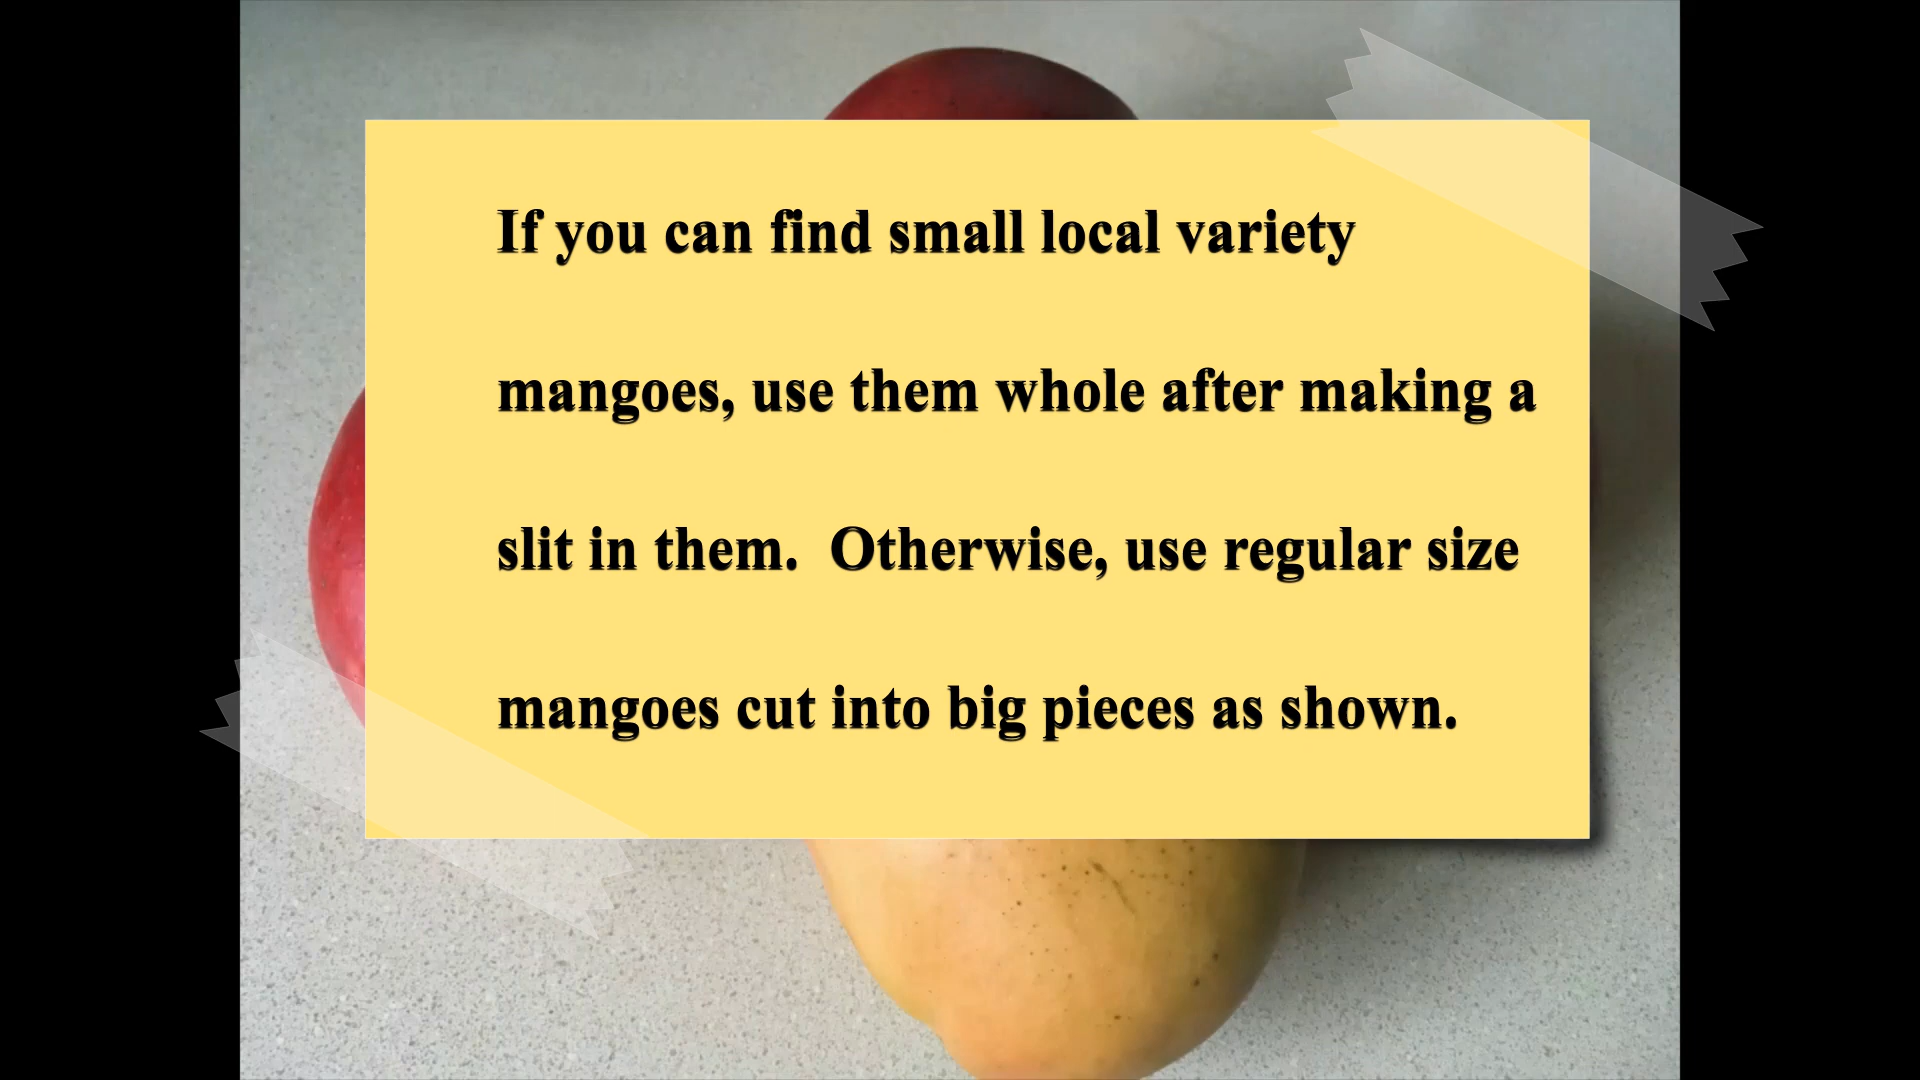 If you can find small local variety
mangoes, use them whole after making a
slit in them.  Otherwise, use regular size
mangoes cut into big pieces as shown.